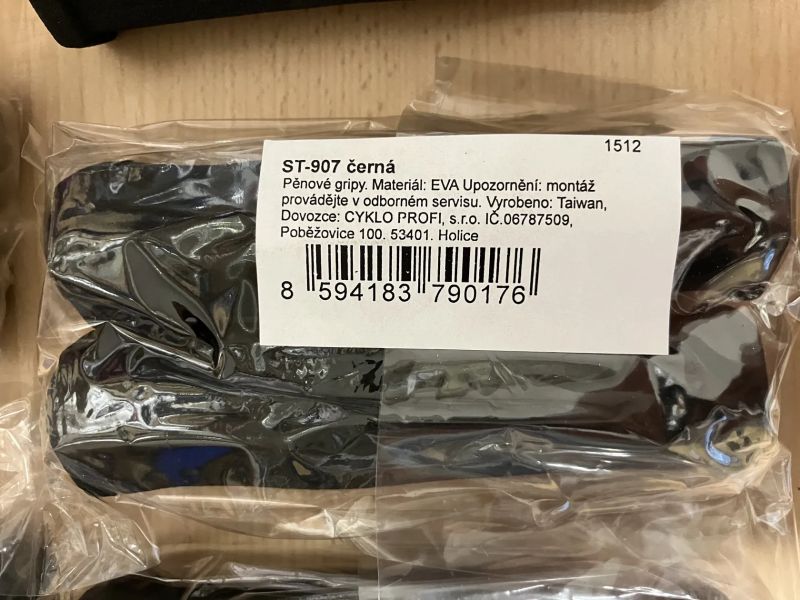 1512
ST-907 černá
Pěnové gripy. Materiál: EVA Upozornění: montáž
provádějte v odborném servisu. Vyrobeno: Taiwan,
Dovozce: CYKLO PROFI, s.r.o. IČ.06787509,
Poběžovice 100. 53401. Holice
8 594183 790176